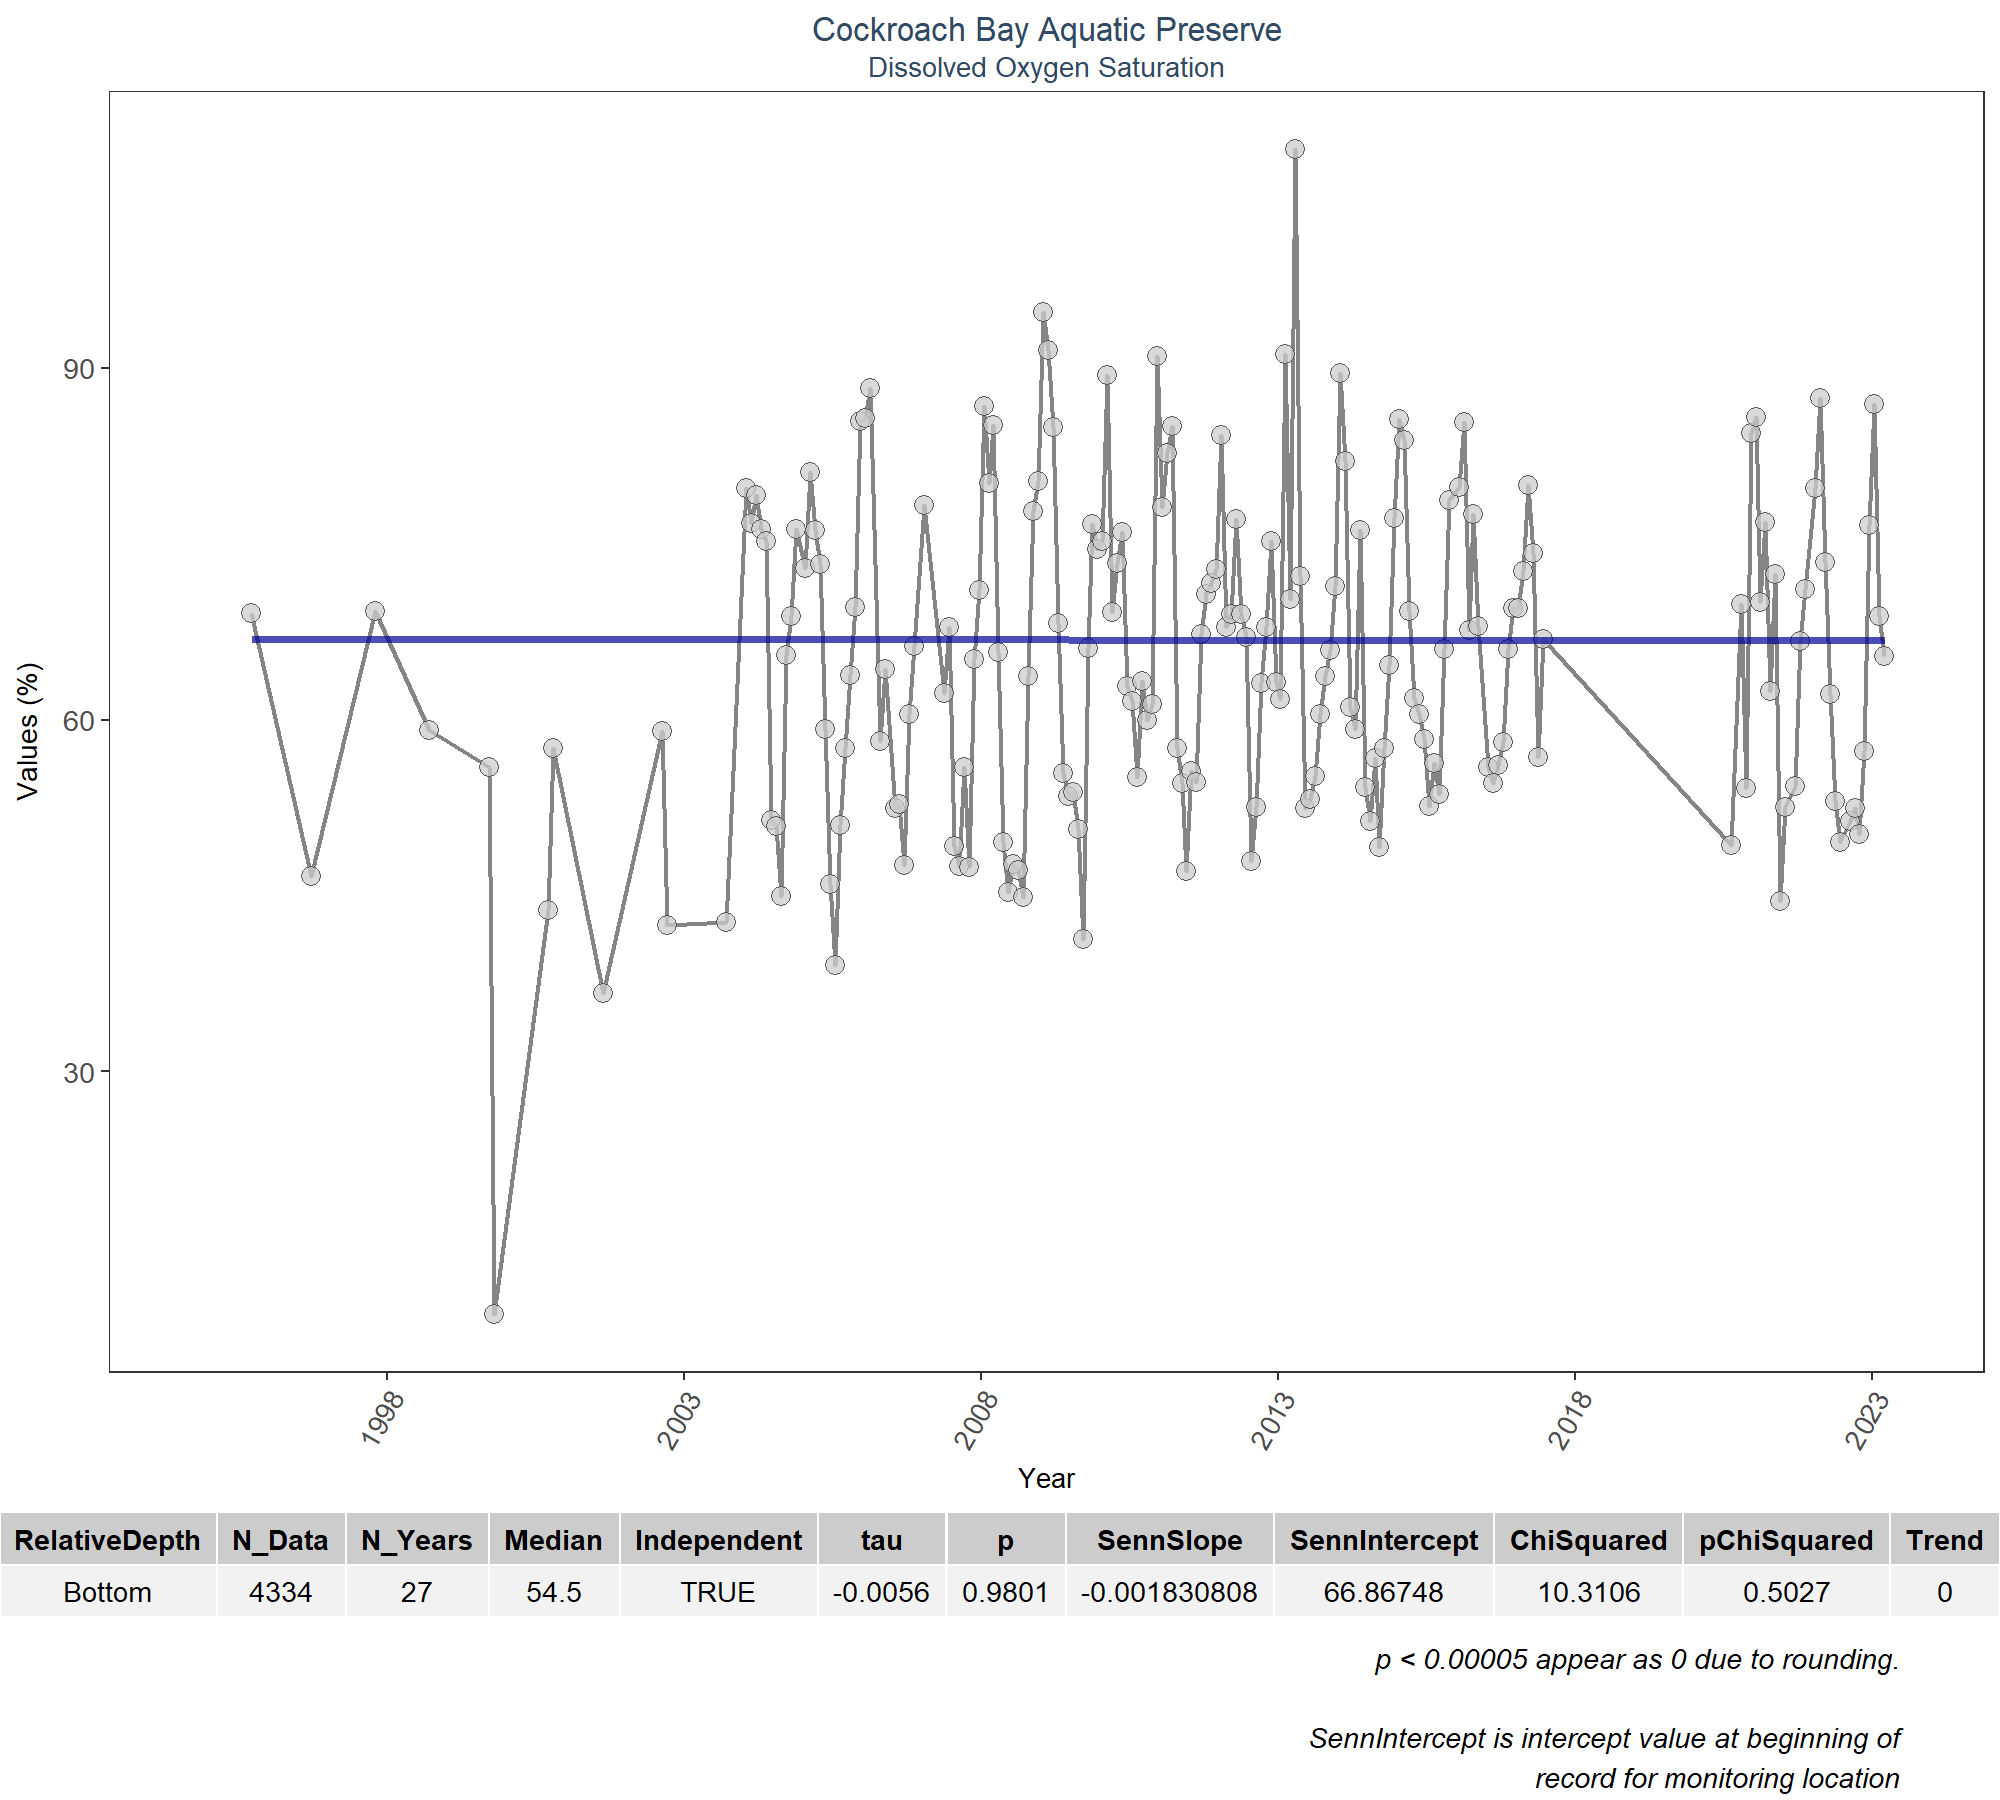 Cockroach Bay Aquatic Preserve
Dissolved Oxygen Saturation
Values (%)
90
60
30
1998
2003
2008
2013
2018
2023
Year
RelativeDepth N_Data N_Years Median Independent tau p SennSlope SennIntercept ChiSquared pChiSquared Trend
Bottom 4334 27 54.5 TRUE -0.0056 0.9801 -0.001830808 66.86748 10.3106 0.5027 0
p < 0.00005 appear as 0 due to rounding.
SennIntercept is intercept value at beginning of
record for monitoring location